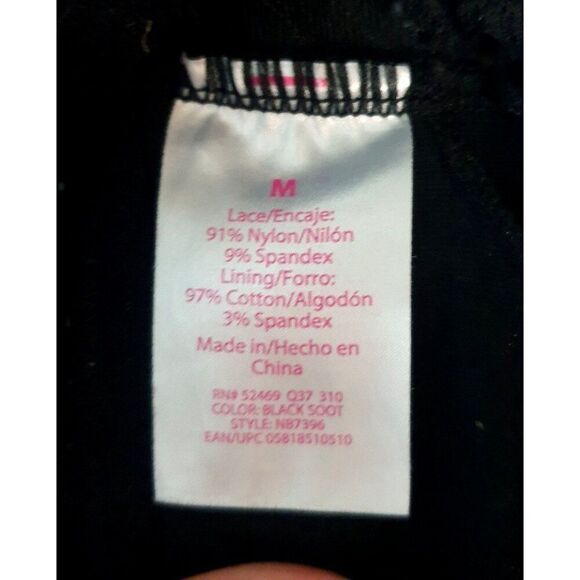 M
Lace/Encaje:
91% Nylon/Nilón
9% Spandex
Lining/Forro:
97% Cotton/Algodón
3% Spandex
Made in/Hecho en
China
RN# 52469 Q37 310
COLOR: BLACK SOOT
STYLE: NB7396
EAN/UPC 05818510510